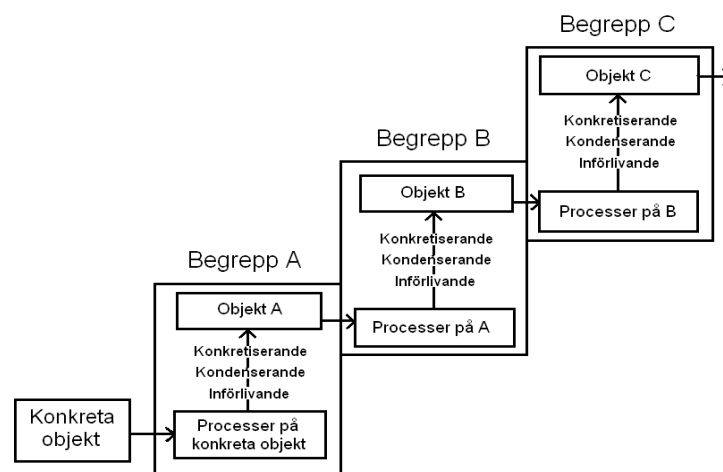 Begrepp C
Objekt C
Konkretiserande
Kondenserande
Införlivande
Processer på B
Begrepp B
Objekt B
Konkretiserande
Kondenserande
Införlivande
Processer på A
Begrepp A
Objekt A
Konkretiserande
Kondenserande
Införlivande
Processer på
konkreta objekt
Konkreta
objekt